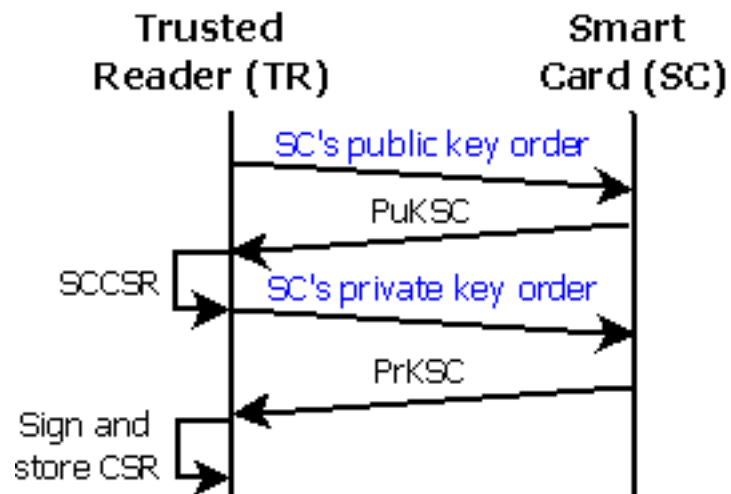 Trusted
Reader (TR)
Smart
Card (SC)
SC's public key order
PuKSC
SCCSR
SC's private key order
PrKSC
Sign and
store CSR